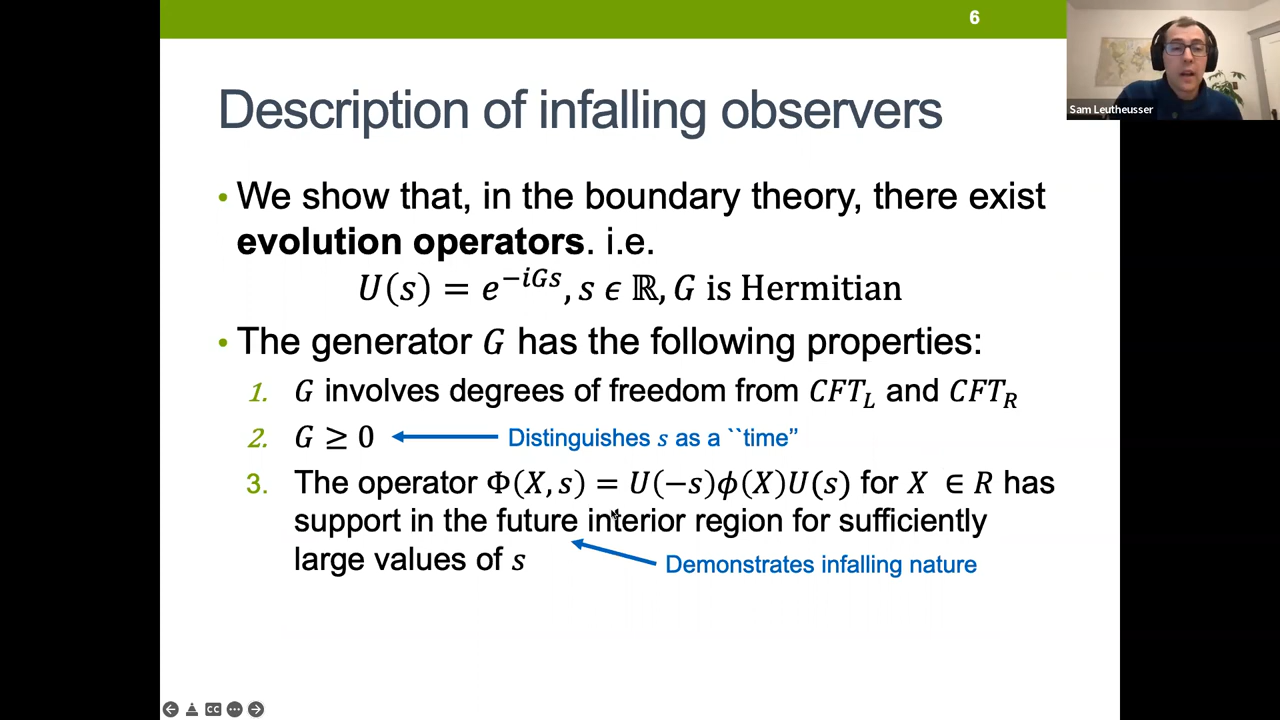 6
Sam Leutheusser
Description of infalling observers
• We show that, in the boundary theory, there exist
evolution operators. i.e.
U(s) = e^{-iGs}, s ϵ ℝ, G is Hermitian
• The generator G has the following properties:
1. G involves degrees of freedom from CFT_L and CFT_R
2. G ≥ 0
Distinguishes s as a ``time''
3. The operator Φ(X, s) = U(−s)ϕ(X)U(s) for X ∈ R has
support in the future interior region for sufficiently
large values of s
Demonstrates infalling nature
CC